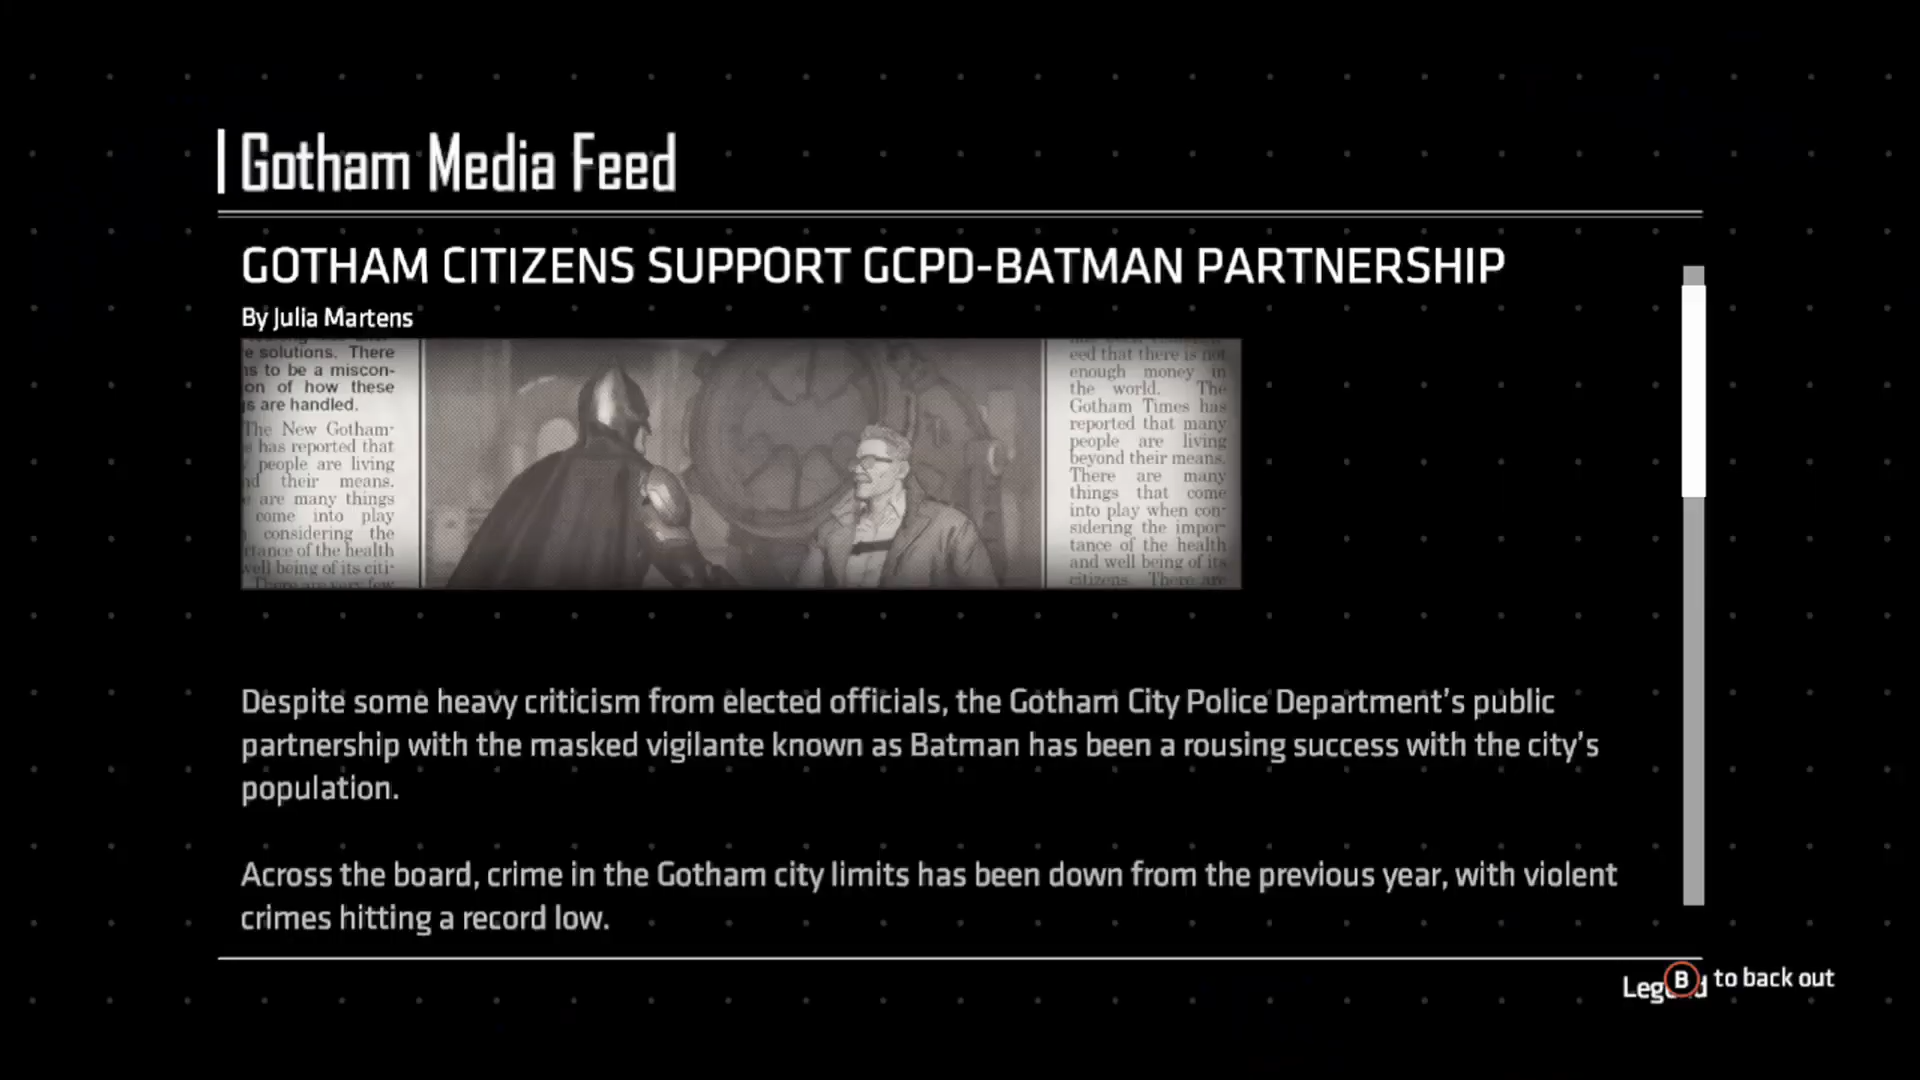 Gotham Media Feed
GOTHAM CITIZENS SUPPORT GCPD-BATMAN PARTNERSHIP
By Julia Martens
e solutions. There
to be a miscon-
on of how these
are handled.
The New Gotham-
has reported that
people are living
their means.
are many things
come into play
considering the
of the health
well being of its citi-
There are very few
eed that there is not
enough money in
the world. The
Gotham Times has
reported that many
people are living
beyond their means.
There are many
things that come
into play when con-
sidering the impor-
tance of the health
and well being of its
citizens. There are
Despite some heavy criticism from elected officials, the Gotham City Police Department's public
partnership with the masked vigilante known as Batman has been a rousing success with the city's
population.
Across the board, crime in the Gotham city limits has been down from the previous year, with violent
crimes hitting a record low.
B to back out